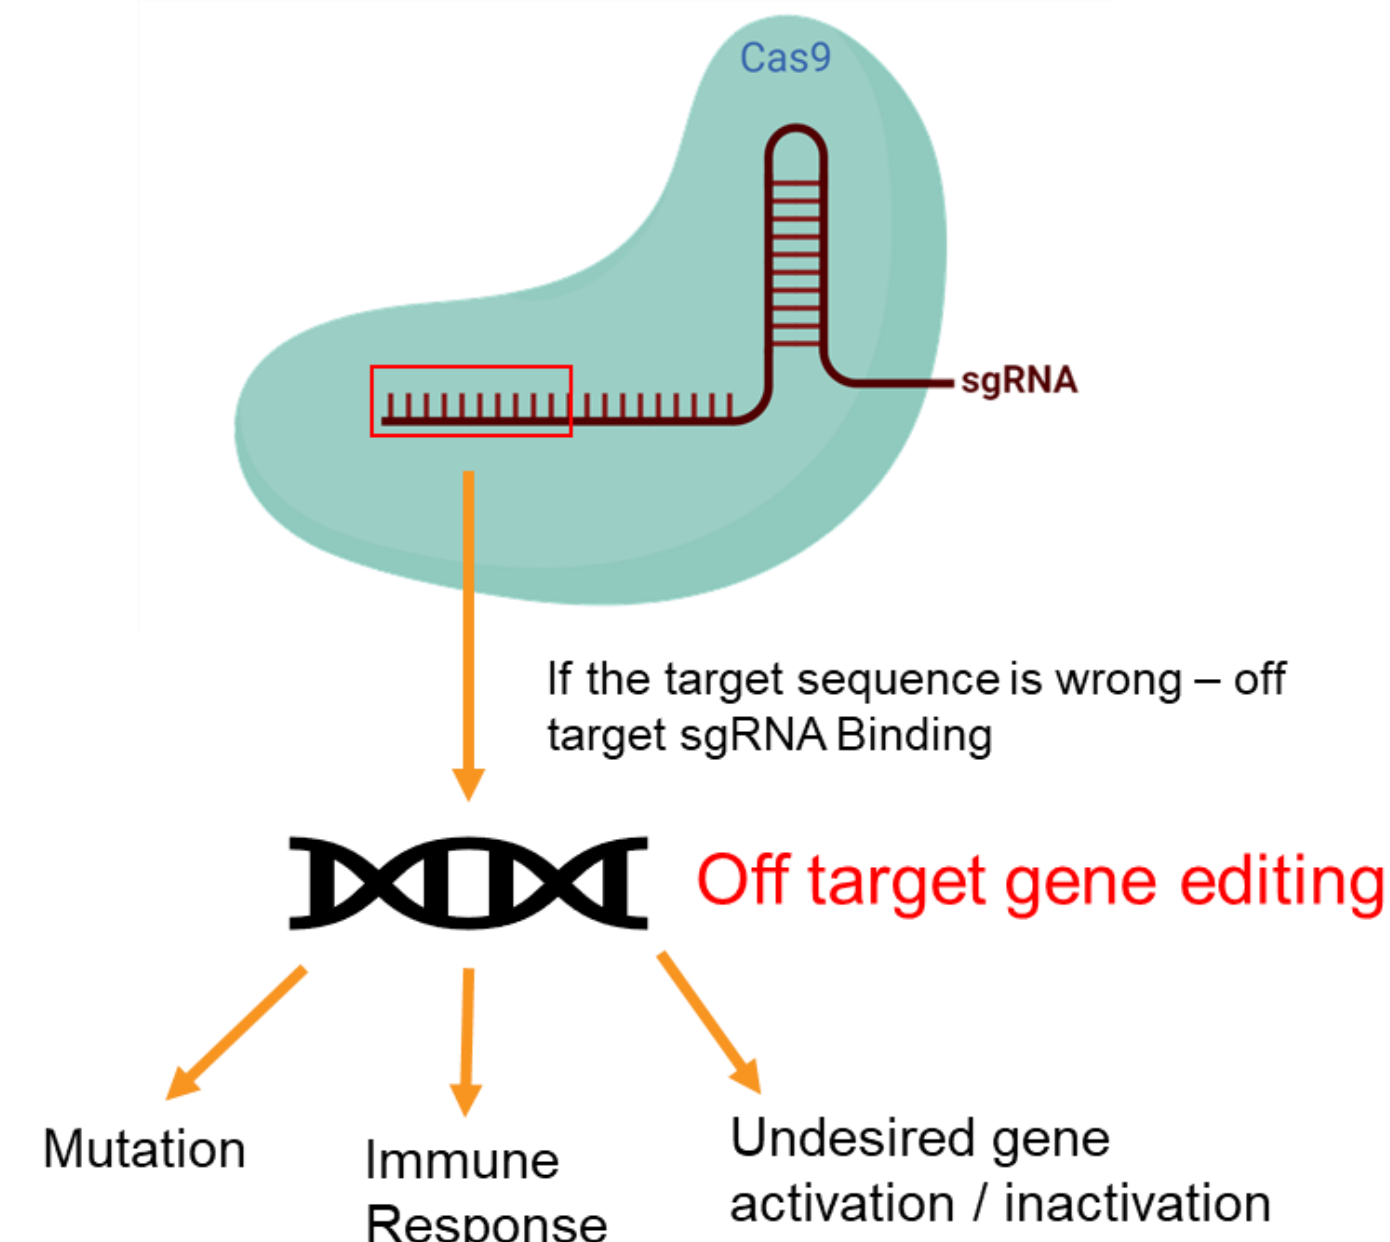 Cas9
sgRNA
If the target sequence is wrong – off
target sgRNA Binding
Off target gene editing
Mutation
Immune
Response
Undesired gene
activation / inactivation